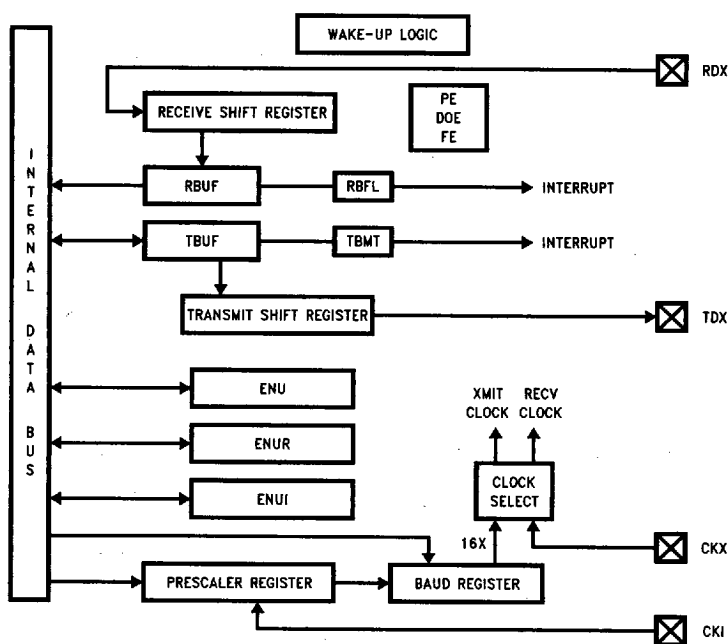 WAKE-UP LOGIC
RDX
RECEIVE SHIFT REGISTER
PE
DOE
FE
INTERNAL DATA BUS
RBUF
RBFL
INTERRUPT
TBUF
TBMT
INTERRUPT
TRANSMIT SHIFT REGISTER
TDX
ENU
XMIT
CLOCK
RECV
CLOCK
ENUR
ENUI
CLOCK
SELECT
16X
CKX
PRESCALER REGISTER
BAUD REGISTER
CKI